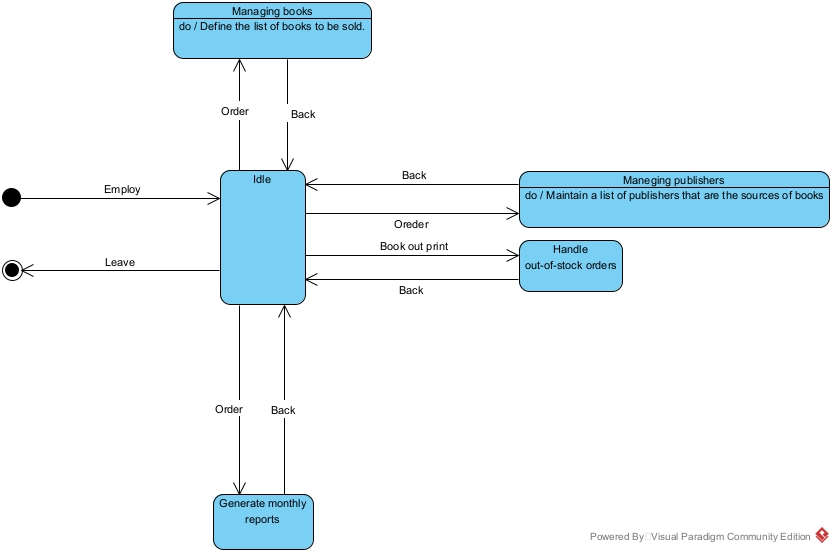 Managing books
do / Define the list of books to be sold.
Order
Back
Employ
Idle
Back
Maneging publishers
do / Maintain a list of publishers that are the sources of books
Oreder
Book out print
Handle
out-of-stock orders
Leave
Back
Order
Back
Generate monthly
reports
Powered By Visual Paradigm Community Edition